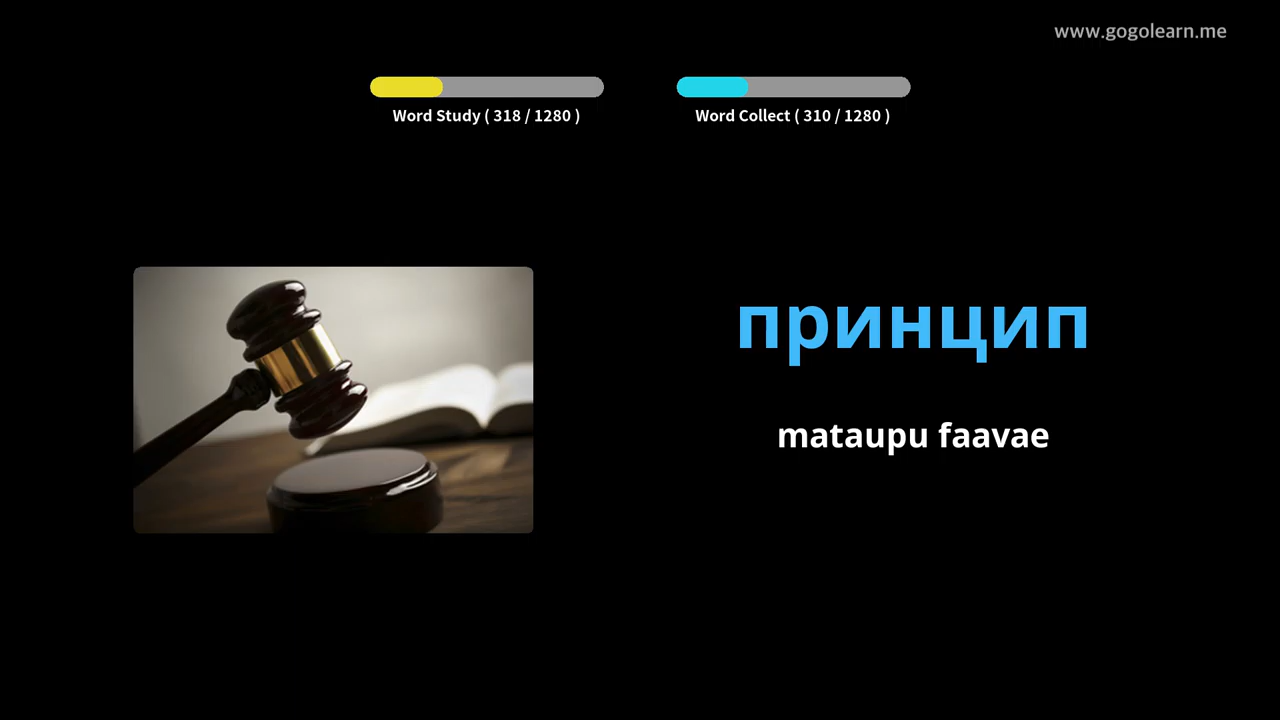 www.gogolearn.me
Word Study ( 318 / 1280 )
Word Collect ( 310 / 1280 )
принцип
mataupu faavae